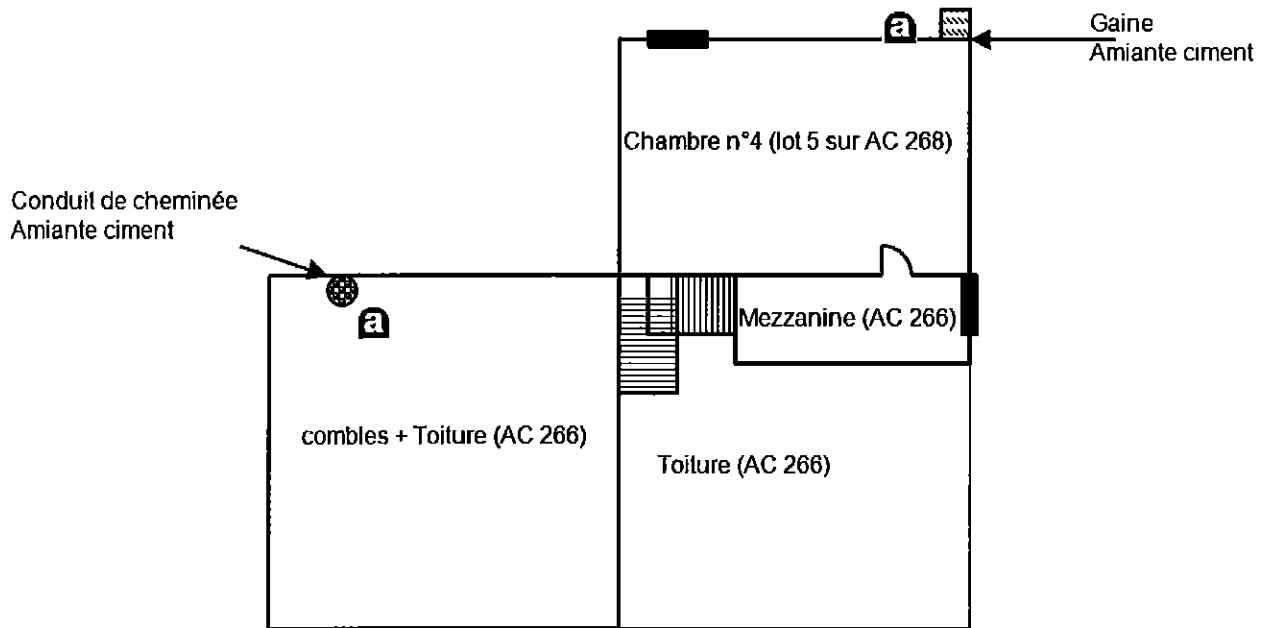 a
Gaine
Amiante ciment
Chambre n°4 (lot 5 sur AC 268)
Conduit de cheminée
Amiante ciment
a
Mezzanine (AC 266)
combles + Toiture (AC 266)
Toiture (AC 266)